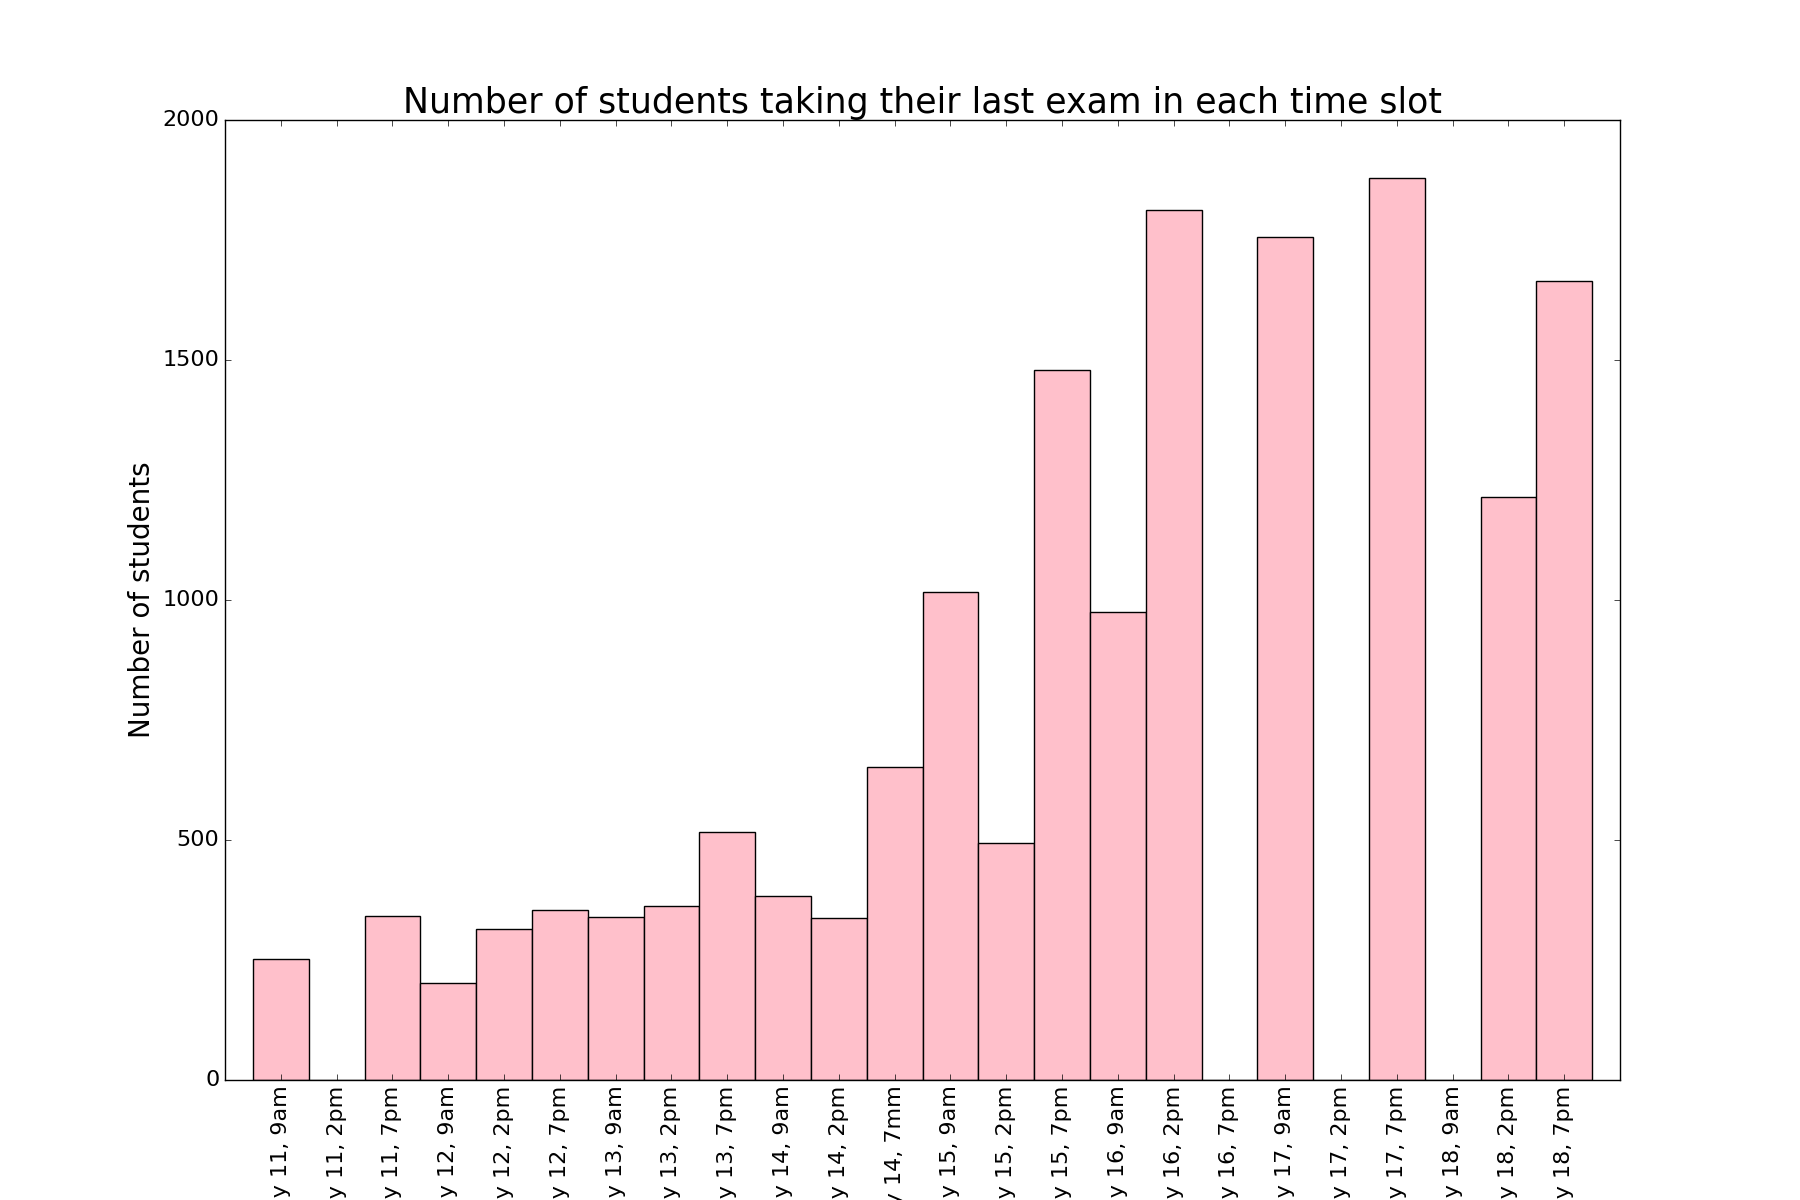 Number of students taking their last exam in each time slot
Number of students
2000
1500
1000
500
0
y 11, 9am
y 11, 2pm
y 11, 7pm
y 12, 9am
y 12, 2pm
y 12, 7pm
y 13, 9am
y 13, 2pm
y 13, 7pm
y 14, 9am
y 14, 2pm
y 14, 7mm
y 15, 9am
y 15, 2pm
y 15, 7pm
y 16, 9am
y 16, 2pm
y 16, 7pm
y 17, 9am
y 17, 2pm
y 17, 7pm
y 18, 9am
y 18, 2pm
y 18, 7pm